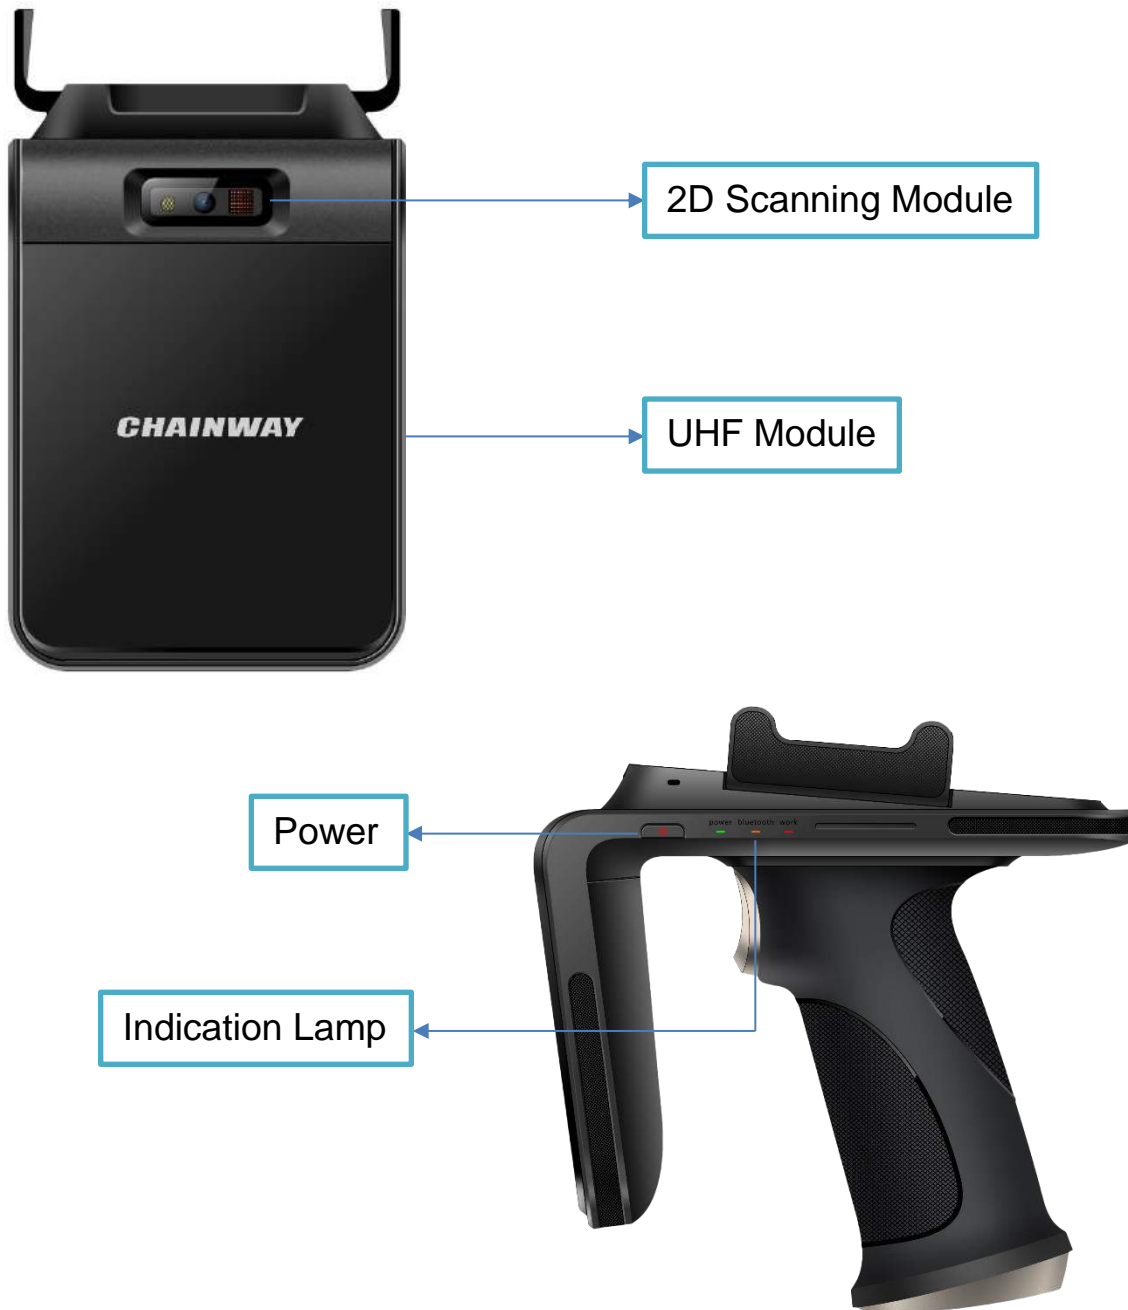 2D Scanning Module
CHAINWAY
UHF Module
power bluetooth work
Power
Indication Lamp